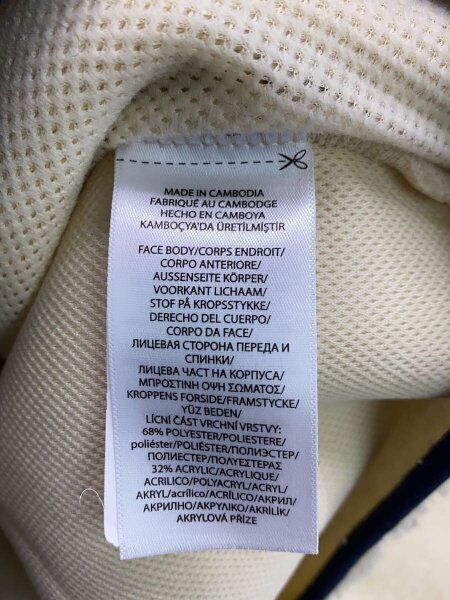 MADE IN CAMBODIA
FABRIQUÉ AU CAMBODGE
HECHO EN CAMBOYA
KAMBOÇYA'DA ÜRETİLMİŞTİR
FACE BODY/CORPS ENDROIT/
CORPO ANTERIORE/
AUSSENSEITE KÖRPER/
VOORKANT LICHAAM/
STOF PÅ KROPSSTYKKE/
DERECHO DEL CUERPO/
CORPO DA FACE/
ЛИЦЕВАЯ СТОРОНА ПЕРЕДА И
СПИНКИ/
ЛИЦЕВА ЧАСТ НА КОРПУСА/
ΜΠΡΟΣΤΙΝΗ ΟΨΗ ΣΩΜΑΤΟΣ/
KROPPENS FORSIDE/FRAMSTYCKE/
YÜZ BEDEN/
LÍCNÍ ČÁST VRCHNÍ VRSTVY:
68% POLYESTER/POLIESTERE/
poliéster/POLIÉSTER/ПОЛИЭСТЕР/
ПОЛИЕСТЕР/ΠΟΛΥΕΣΤΕΡΑΣ
32% ACRYLIC/ACRYLIQUE/
ACRILICO/POLYACRYL/ACRYL/
AKRYL/acrílico/ACRÍLICO/АКРИЛ/
АКРИЛНО/ΑΚΡΥΛΙΚΟ/AKRİLİK/
AKRYLOVÁ PŘÍZE